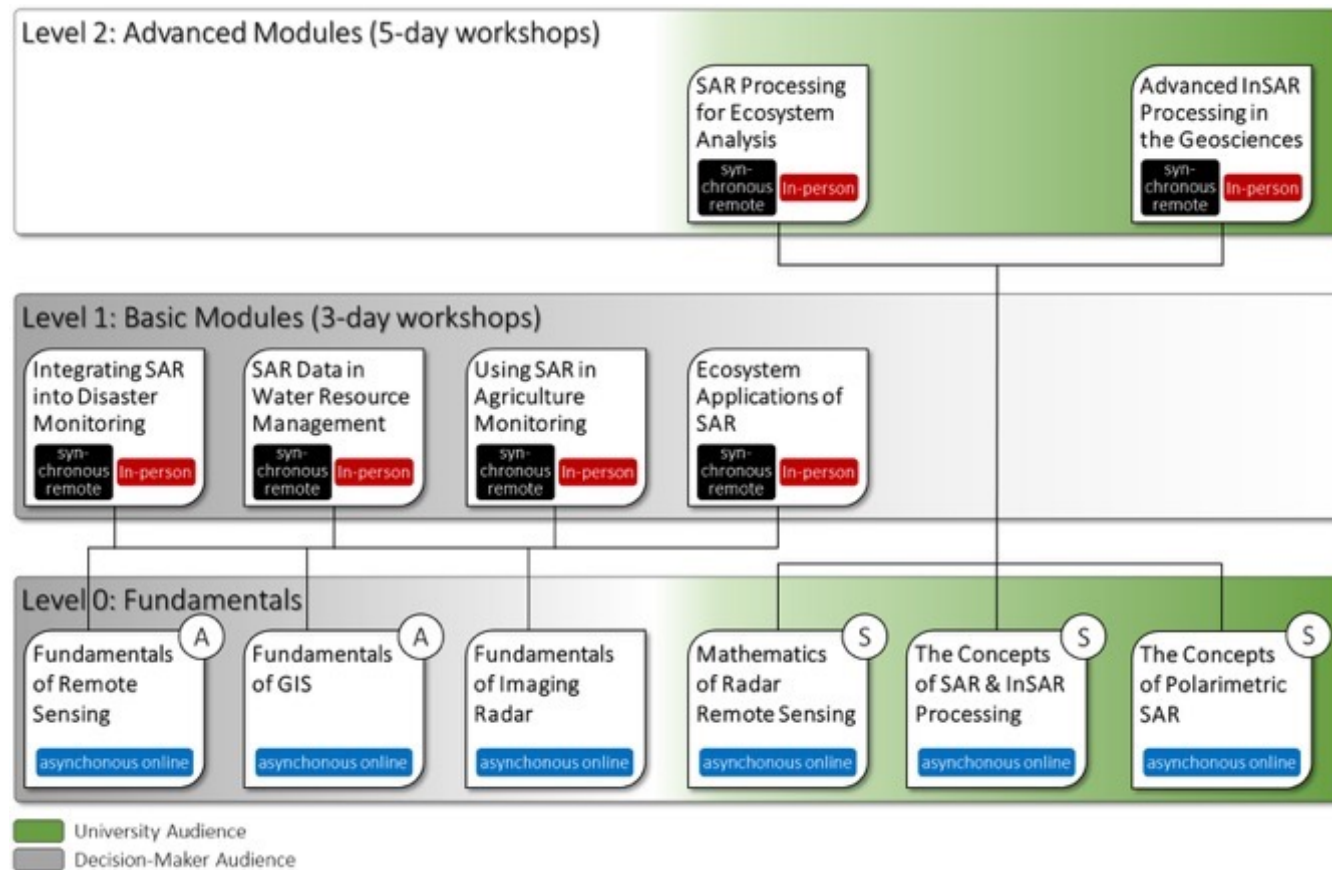 Level 2: Advanced Modules (5-day workshops)
SAR Processing
for Ecosystem
Analysis
syn-
chronous
remote
In-person
Advanced InSAR
Processing in
the Geosciences
syn-
chronous
remote
In-person
Level 1: Basic Modules (3-day workshops)
Integrating SAR
into Disaster
Monitoring
syn-
chronous
remote
In-person
SAR Data in
Water Resource
Management
syn-
chronous
remote
In-person
Using SAR in
Agriculture
Monitoring
syn-
chronous
remote
In-person
Ecosystem
Applications of
SAR
syn-
chronous
remote
In-person
Level 0: Fundamentals
A
Fundamentals
of Remote
Sensing
asynchonous online
A
Fundamentals
of GIS
asynchonous online
Fundamentals
of Imaging
Radar
asynchonous online
S
Mathematics
of Radar
Remote Sensing
asynchonous online
S
The Concepts
of SAR & InSAR
Processing
asynchonous online
S
The Concepts
of Polarimetric
SAR
asynchonous online
University Audience
Decision-Maker Audience